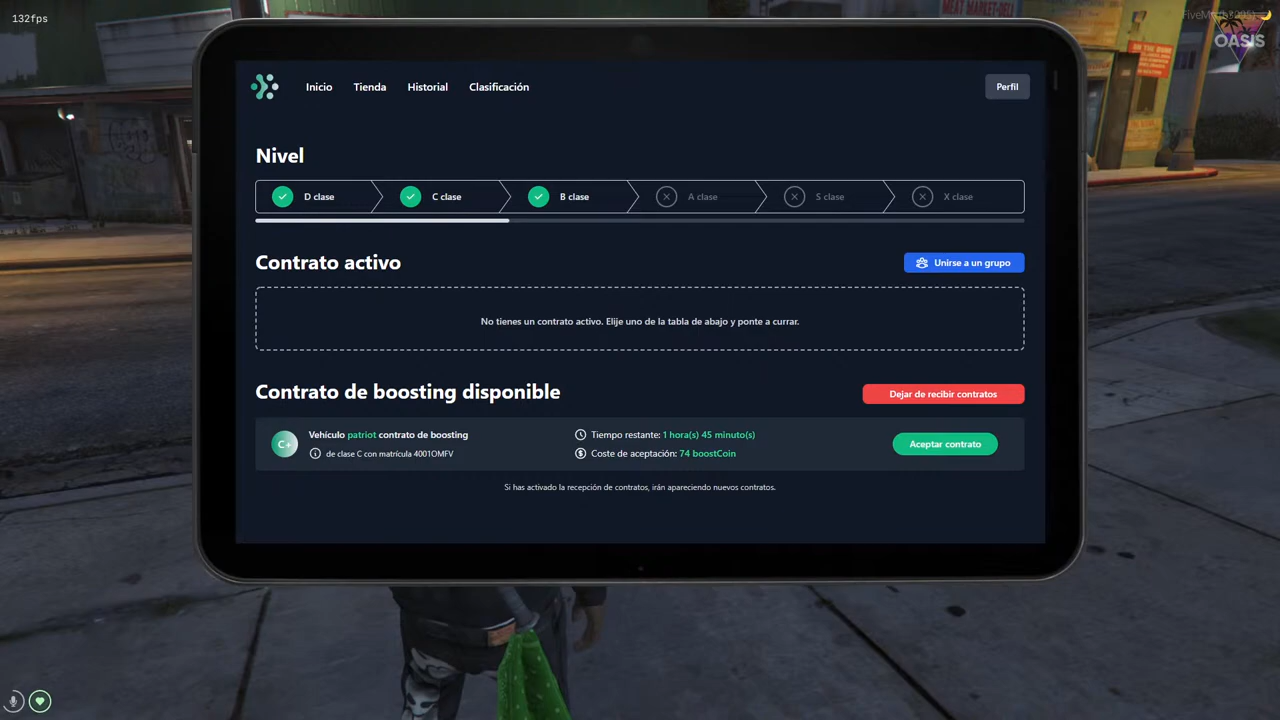 132fps
OASIS
MEAT MARKET-DELI
Inicio
Tienda
Historial
Clasificación
Perfil
Nivel
D clase
C clase
B clase
A clase
S clase
X clase
Contrato activo
Unirse a un grupo
No tienes un contrato activo. Elije uno de la tabla de abajo y ponte a currar.
Contrato de boosting disponible
Dejar de recibir contratos
C+
Vehículo patriot contrato de boosting
de clase C con matrícula 4001OMFV
Tiempo restante: 1 hora(s) 45 minuto(s)
Coste de aceptación: 74 boostCoin
Aceptar contrato
Si has activado la recepción de contratos, irán apareciendo nuevos contratos.